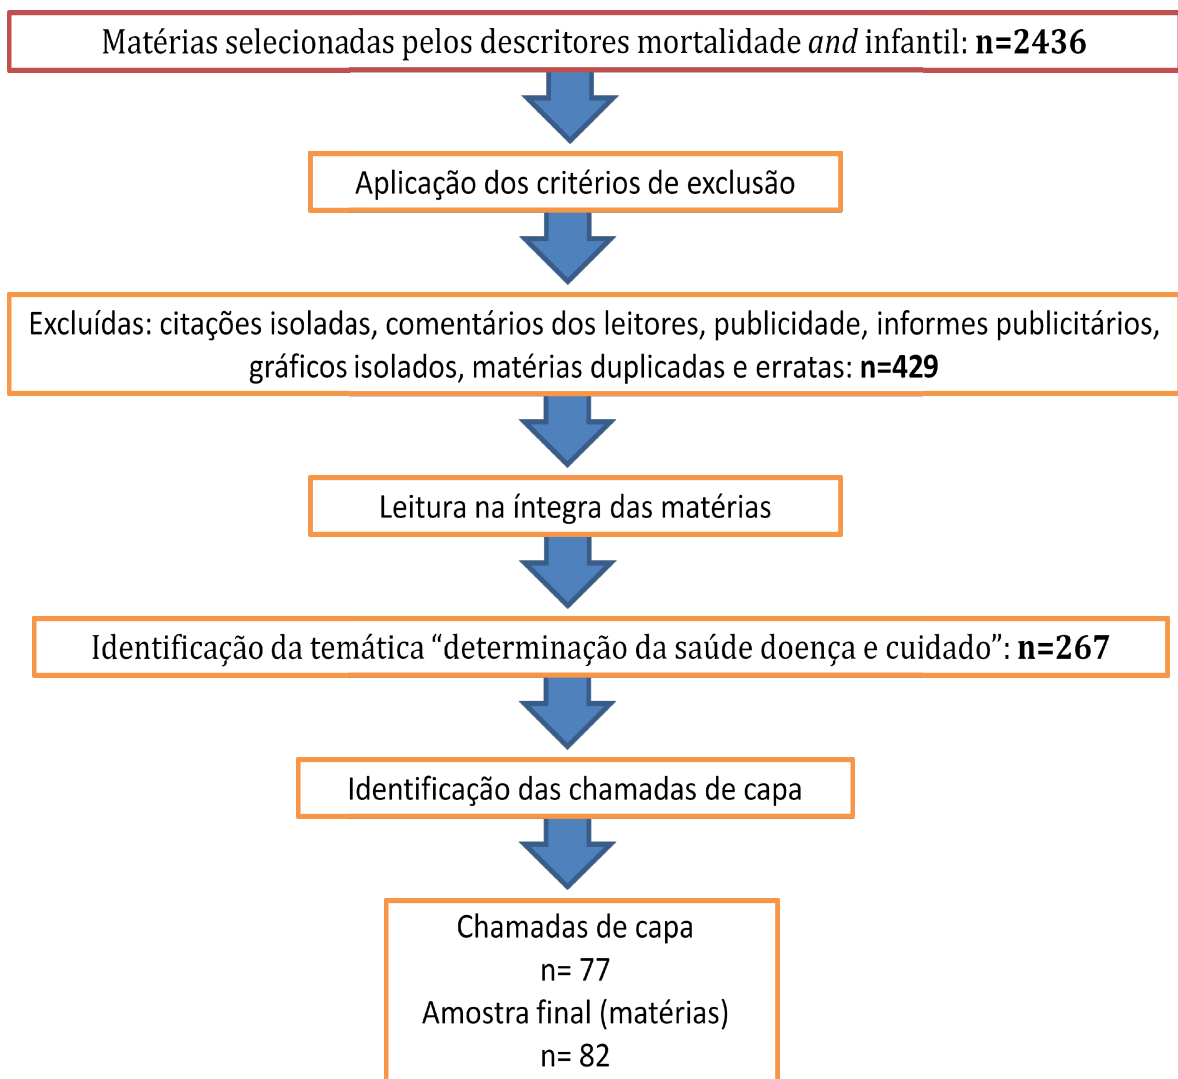 Matérias selecionadas pelos descritores mortalidade and infantil: n=2436
Aplicação dos critérios de exclusão
Excluídas: citações isoladas, comentários dos leitores, publicidade, informes publicitários,
gráficos isolados, matérias duplicadas e erratas: n=429
Leitura na íntegra das matérias
Identificação da temática “determinação da saúde doença e cuidado”: n=267
Identificação das chamadas de capa
Chamadas de capa
n= 77
Amostra final (matérias)
n= 82